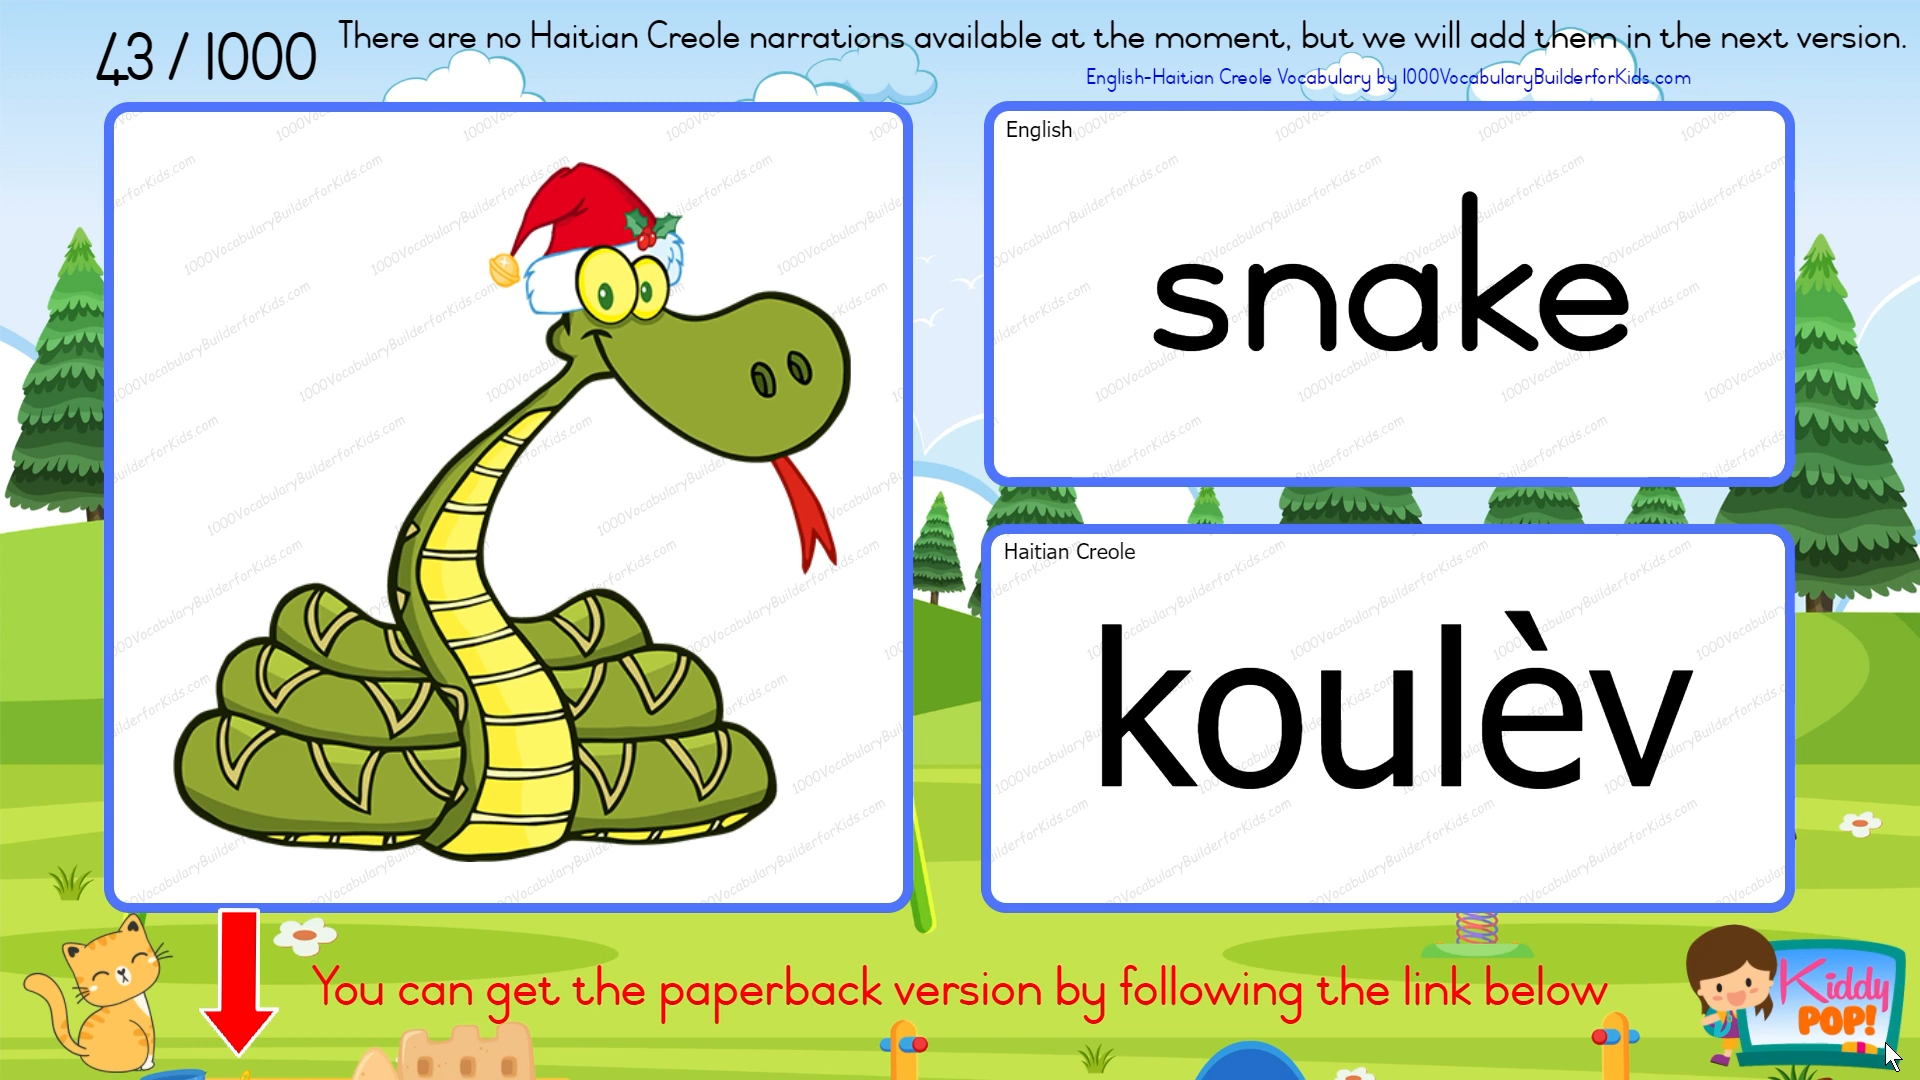 43 / 1000
There are no Haitian Creole narrations available at the moment, but we will add them in the next version.
English-Haitian Creole Vocabulary by 1000VocabularyBuilderforKids.com
English
snake
Haitian Creole
koulèv
You can get the paperback version by following the link below
Kiddy
POP!
1000VocabularyBuilderforKids.com